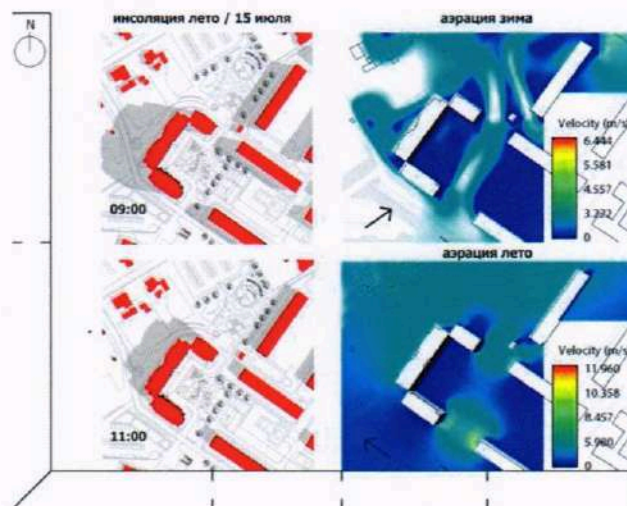 N
инсоляция лето / 15 июля
аэрация зима
09:00
Velocity (m/s)
6.444
5.581
4.557
3.222
0
аэрация лето
11:00
Velocity (m/s)
11.960
10.358
8.457
5.980
0